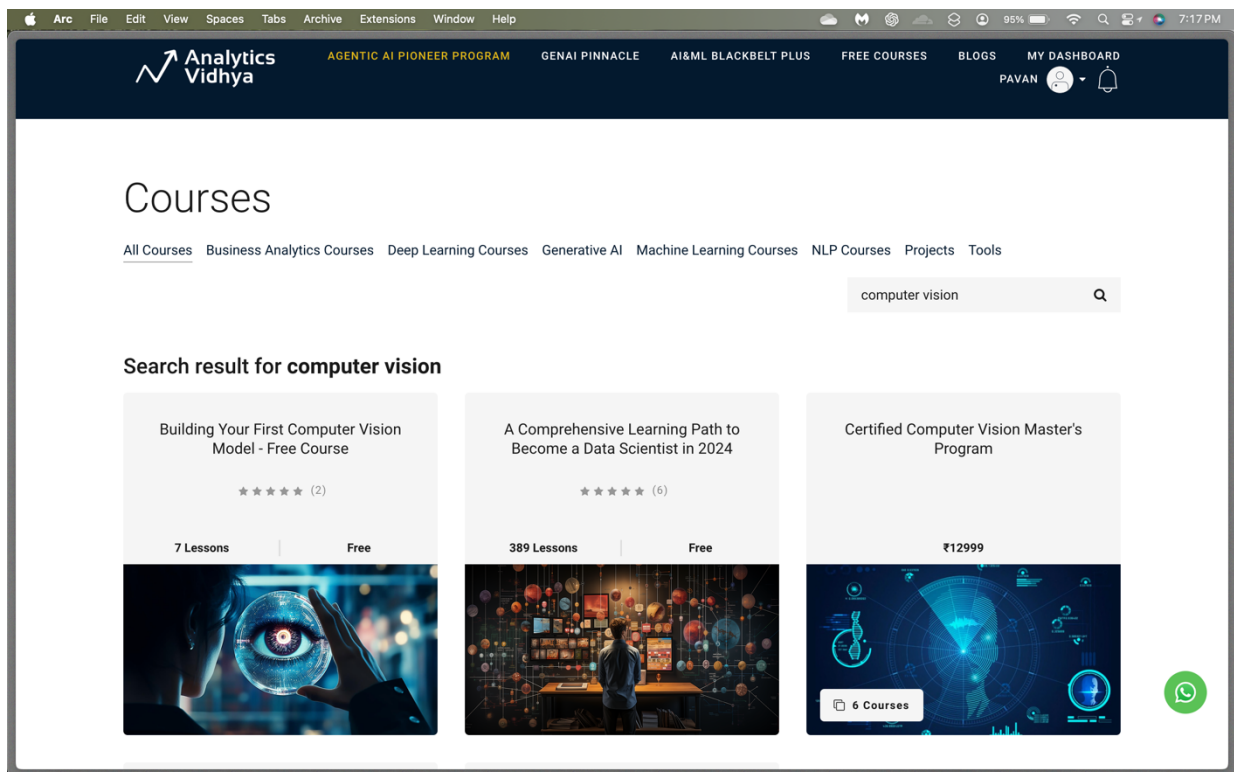 Arc File Edit View Spaces Tabs Archive Extensions Window Help 95% 7:17 PM
Analytics Vidhya
AGENTIC AI PIONEER PROGRAM GENAI PINNACLE AI&ML BLACKBELT PLUS FREE COURSES BLOGS MY DASHBOARD
PAVAN
Courses
All Courses Business Analytics Courses Deep Learning Courses Generative AI Machine Learning Courses NLP Courses Projects Tools
computer vision
Search result for computer vision
Building Your First Computer Vision
Model - Free Course
(2)
7 Lessons Free
A Comprehensive Learning Path to
Become a Data Scientist in 2024
(6)
389 Lessons Free
Certified Computer Vision Master's
Program
₹12999
6 Courses